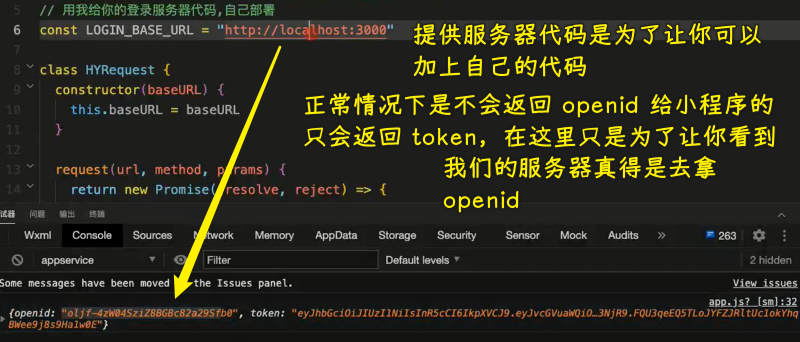 5 // 用我给你的登录服务器代码,自己部署
6 const LOGIN_BASE_URL = "http://localhost:3000"
提供服务器代码是为了让你可以
加上自己的代码
8 class HYRequest {
9 constructor(baseURL) {
10 this.baseURL = baseURL
11 }
正常情况下是不会返回 openid 给小程序的
只会返回 token，在这里只是为了让你看到
我们的服务器真得是去拿
openid
13 request(url, method, params) {
14 return new Promise((resolve, reject) => {
试器 问题 输出 终端
Wxml Console Sources Network Memory AppData Storage Security Sensor Mock Audits » 263
appservice Filter Default levels 2 hidden
Some messages have been moved the Issues panel. View issues
app.js? [sm]:32
{openid: "oljf-4zW04SziZBBGBc82a29Sfb0", token: "eyJhbGciOiJIUzI1NiIsInR5cCI6IkpXVCJ9.eyJvcGVuaWQiO…3NjR9.FQU3qeEQ5TLoJYFZJRltUc1okYhq
BWee9j8s9Ha1w0E"}